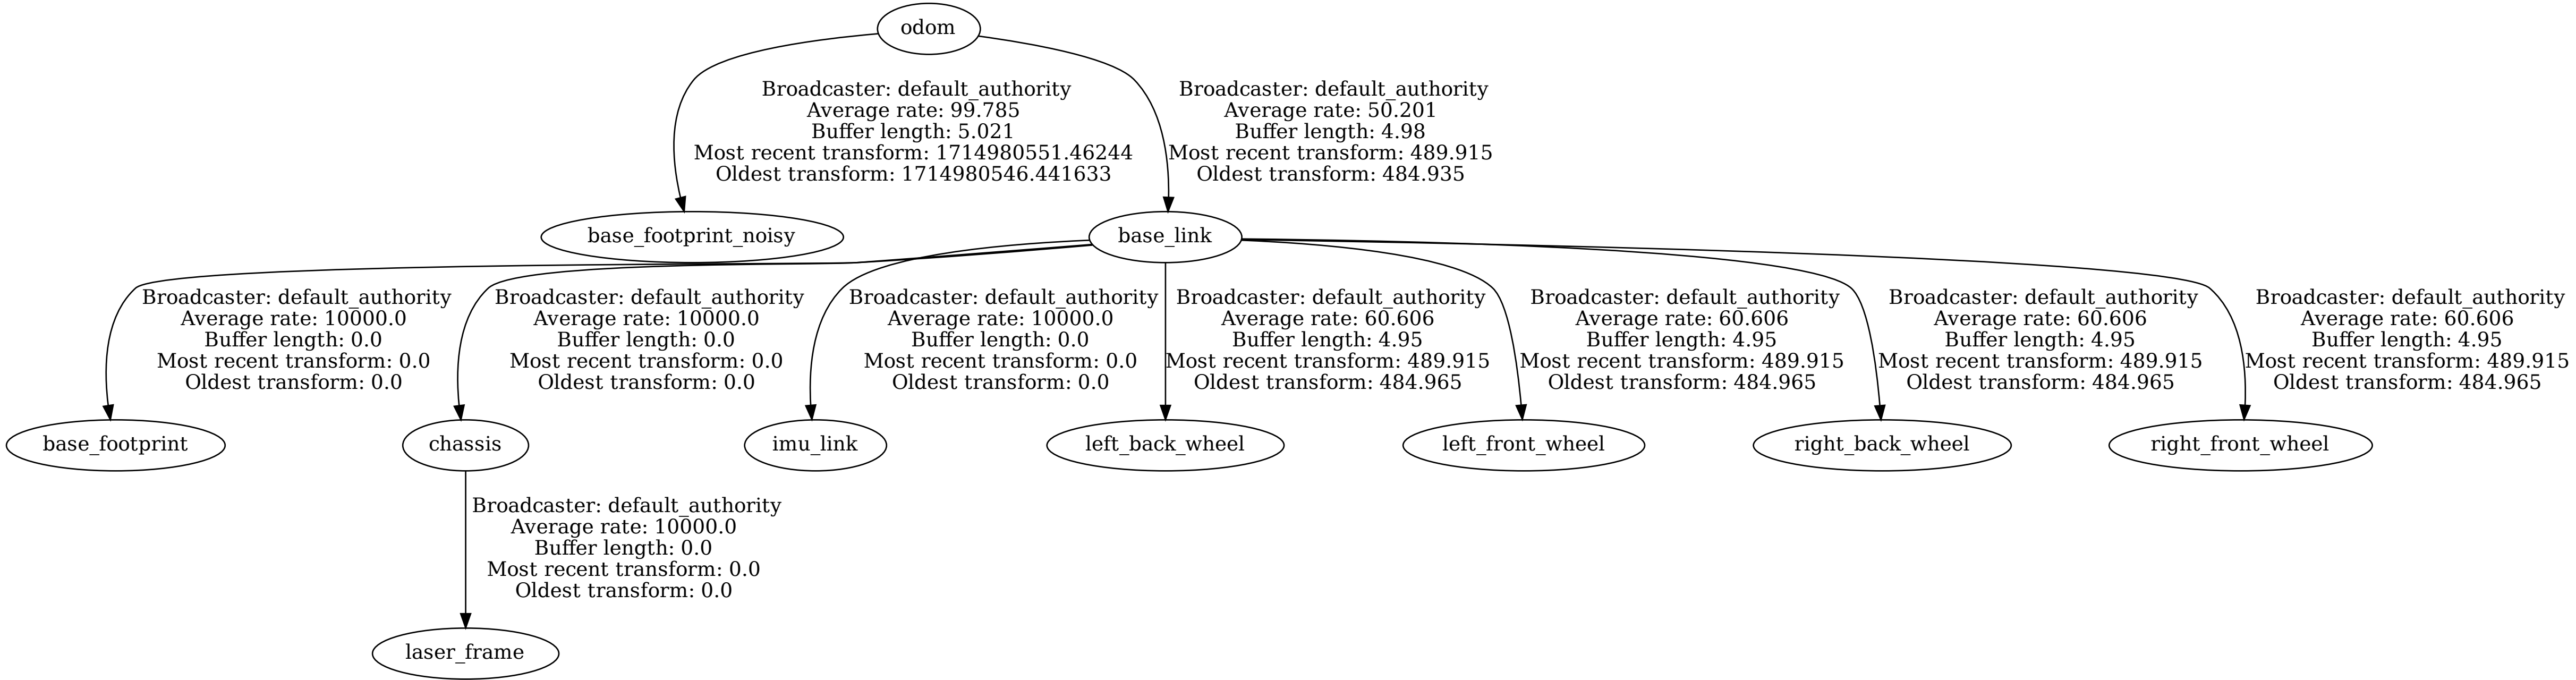 odom
Broadcaster: default_authority
Average rate: 99.785
Buffer length: 5.021
Most recent transform: 1714980551.46244
Oldest transform: 1714980546.441633
Broadcaster: default_authority
Average rate: 50.201
Buffer length: 4.98
Most recent transform: 489.915
Oldest transform: 484.935
base_footprint_noisy
base_link
Broadcaster: default_authority
Average rate: 10000.0
Buffer length: 0.0
Most recent transform: 0.0
Oldest transform: 0.0
Broadcaster: default_authority
Average rate: 10000.0
Buffer length: 0.0
Most recent transform: 0.0
Oldest transform: 0.0
Broadcaster: default_authority
Average rate: 10000.0
Buffer length: 0.0
Most recent transform: 0.0
Oldest transform: 0.0
Broadcaster: default_authority
Average rate: 60.606
Buffer length: 4.95
Most recent transform: 489.915
Oldest transform: 484.965
Broadcaster: default_authority
Average rate: 60.606
Buffer length: 4.95
Most recent transform: 489.915
Oldest transform: 484.965
Broadcaster: default_authority
Average rate: 60.606
Buffer length: 4.95
Most recent transform: 489.915
Oldest transform: 484.965
Broadcaster: default_authority
Average rate: 60.606
Buffer length: 4.95
Most recent transform: 489.915
Oldest transform: 484.965
base_footprint
chassis
imu_link
left_back_wheel
left_front_wheel
right_back_wheel
right_front_wheel
Broadcaster: default_authority
Average rate: 10000.0
Buffer length: 0.0
Most recent transform: 0.0
Oldest transform: 0.0
laser_frame